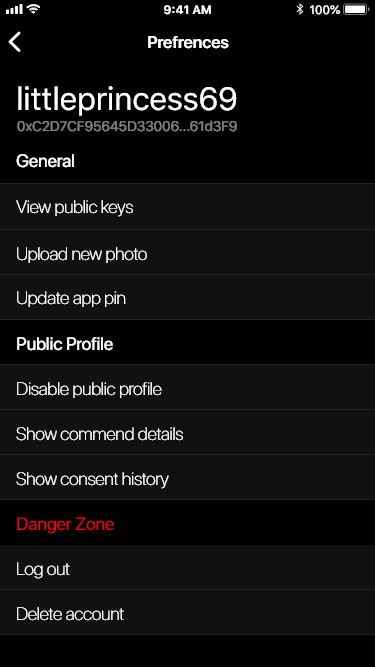 9:41 AM 100%
Prefrences
littleprincess69
0xC2D7CF95645D33006...61d3F9
General
View public keys
Upload new photo
Update app pin
Public Profile
Disable public profile
Show commend details
Show consent history
Danger Zone
Log out
Delete account